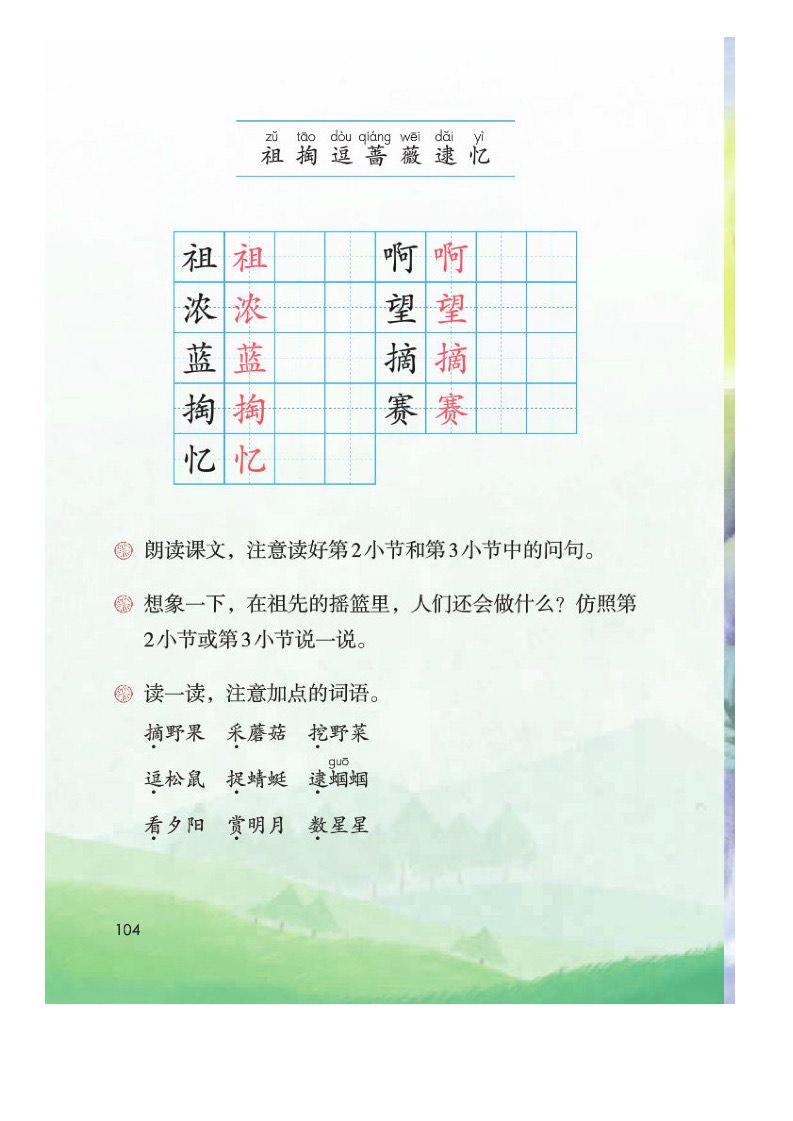 zǔ tāo dòu qiáng wēi dǎi yì
祖 掏 逗 蔷 薇 逮 忆
祖 祖 啊 啊
浓 浓 望 望
蓝 蓝 摘 摘
掏 掏 赛 赛
忆 忆
朗读课文，注意读好第2小节和第3小节中的问句。
想象一下，在祖先的摇篮里，人们还会做什么？仿照第
2小节或第3小节说一说。
读一读，注意加点的词语。
摘野果 采蘑菇 挖野菜
guō
逗松鼠 捉蜻蜓 逮蝈蝈
看夕阳 赏明月 数星星
104